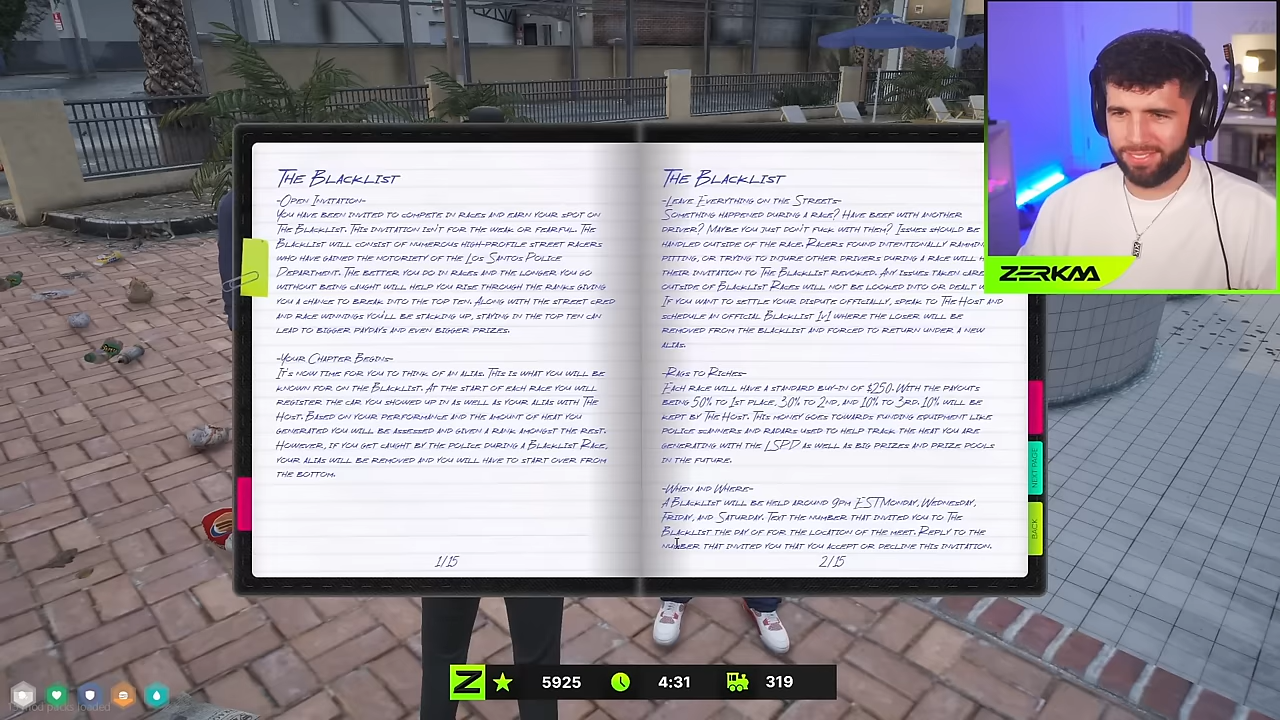 The Blacklist
-Open Invitation-
You have been invited to compete in races and earn your spot on
The Blacklist. This invitation isn't for the weak or fearful. The
Blacklist will consist of numerous high-profile street racers
who have gained notoriety on the Los Santos Police
Department. The better you do in races and the longer you go
without being caught will help you rise through the ranks giving
you a chance to break into the top ten. Along with the street cred
and race winnings you'll be stacking up, staying in the top ten can
lead to bigger paydays and even bigger prizes.
-Your Chapter Begins-
It's now time for you to think of an alias. This is what you will be
known for on the Blacklist. At the start of each race you will
register the car you showed up in as well as your alias with The
Host. Based on your performance and the amount of heat you
generated you will be assessed and given a rank amongst the rest.
However, if you get caught by the police during a Blacklist Race,
your alias will be removed and you will have to start over from
the bottom.
1/15
The Blacklist
-Leave Everything on the Streets-
Something happened during a race? Have beef with another
driver? Maybe you just don't fuck with them? Issues should be
handled outside of the race. Racers found intentionally
pitting, or trying to injure other drivers during a race will
their invitation to The Blacklist revoked. Any issues
outside of Blacklist Races will not be looked into or dealt
If you want to settle your dispute officially, speak to The Host and
schedule an official Blacklist 1v1 where the loser will be
removed from the blacklist and forced to return under a new
alias.
-Rags to Riches-
Each race will have a standard buy-in of $250. With the payouts
being 50% to 1st place, 30% to 2nd, and 10% to 3rd. 10% will be
kept by The Host. This money goes towards funding equipment like
police scanners and radars used to help track the heat you are
generating with the LSPD as well as big prizes and prize pools
in the future.
-When and Where-
A Blacklist will be held around 9pm EST Monday, Wednesday,
Friday, and Saturday. Text the number that invited you to The
Blacklist the day of for the location of the meet. Reply to the
number that invited you that you accept or decline this invitation.
2/15
NEXT PAGE
BACK
ZERKAA
Z 5925 4:31 319